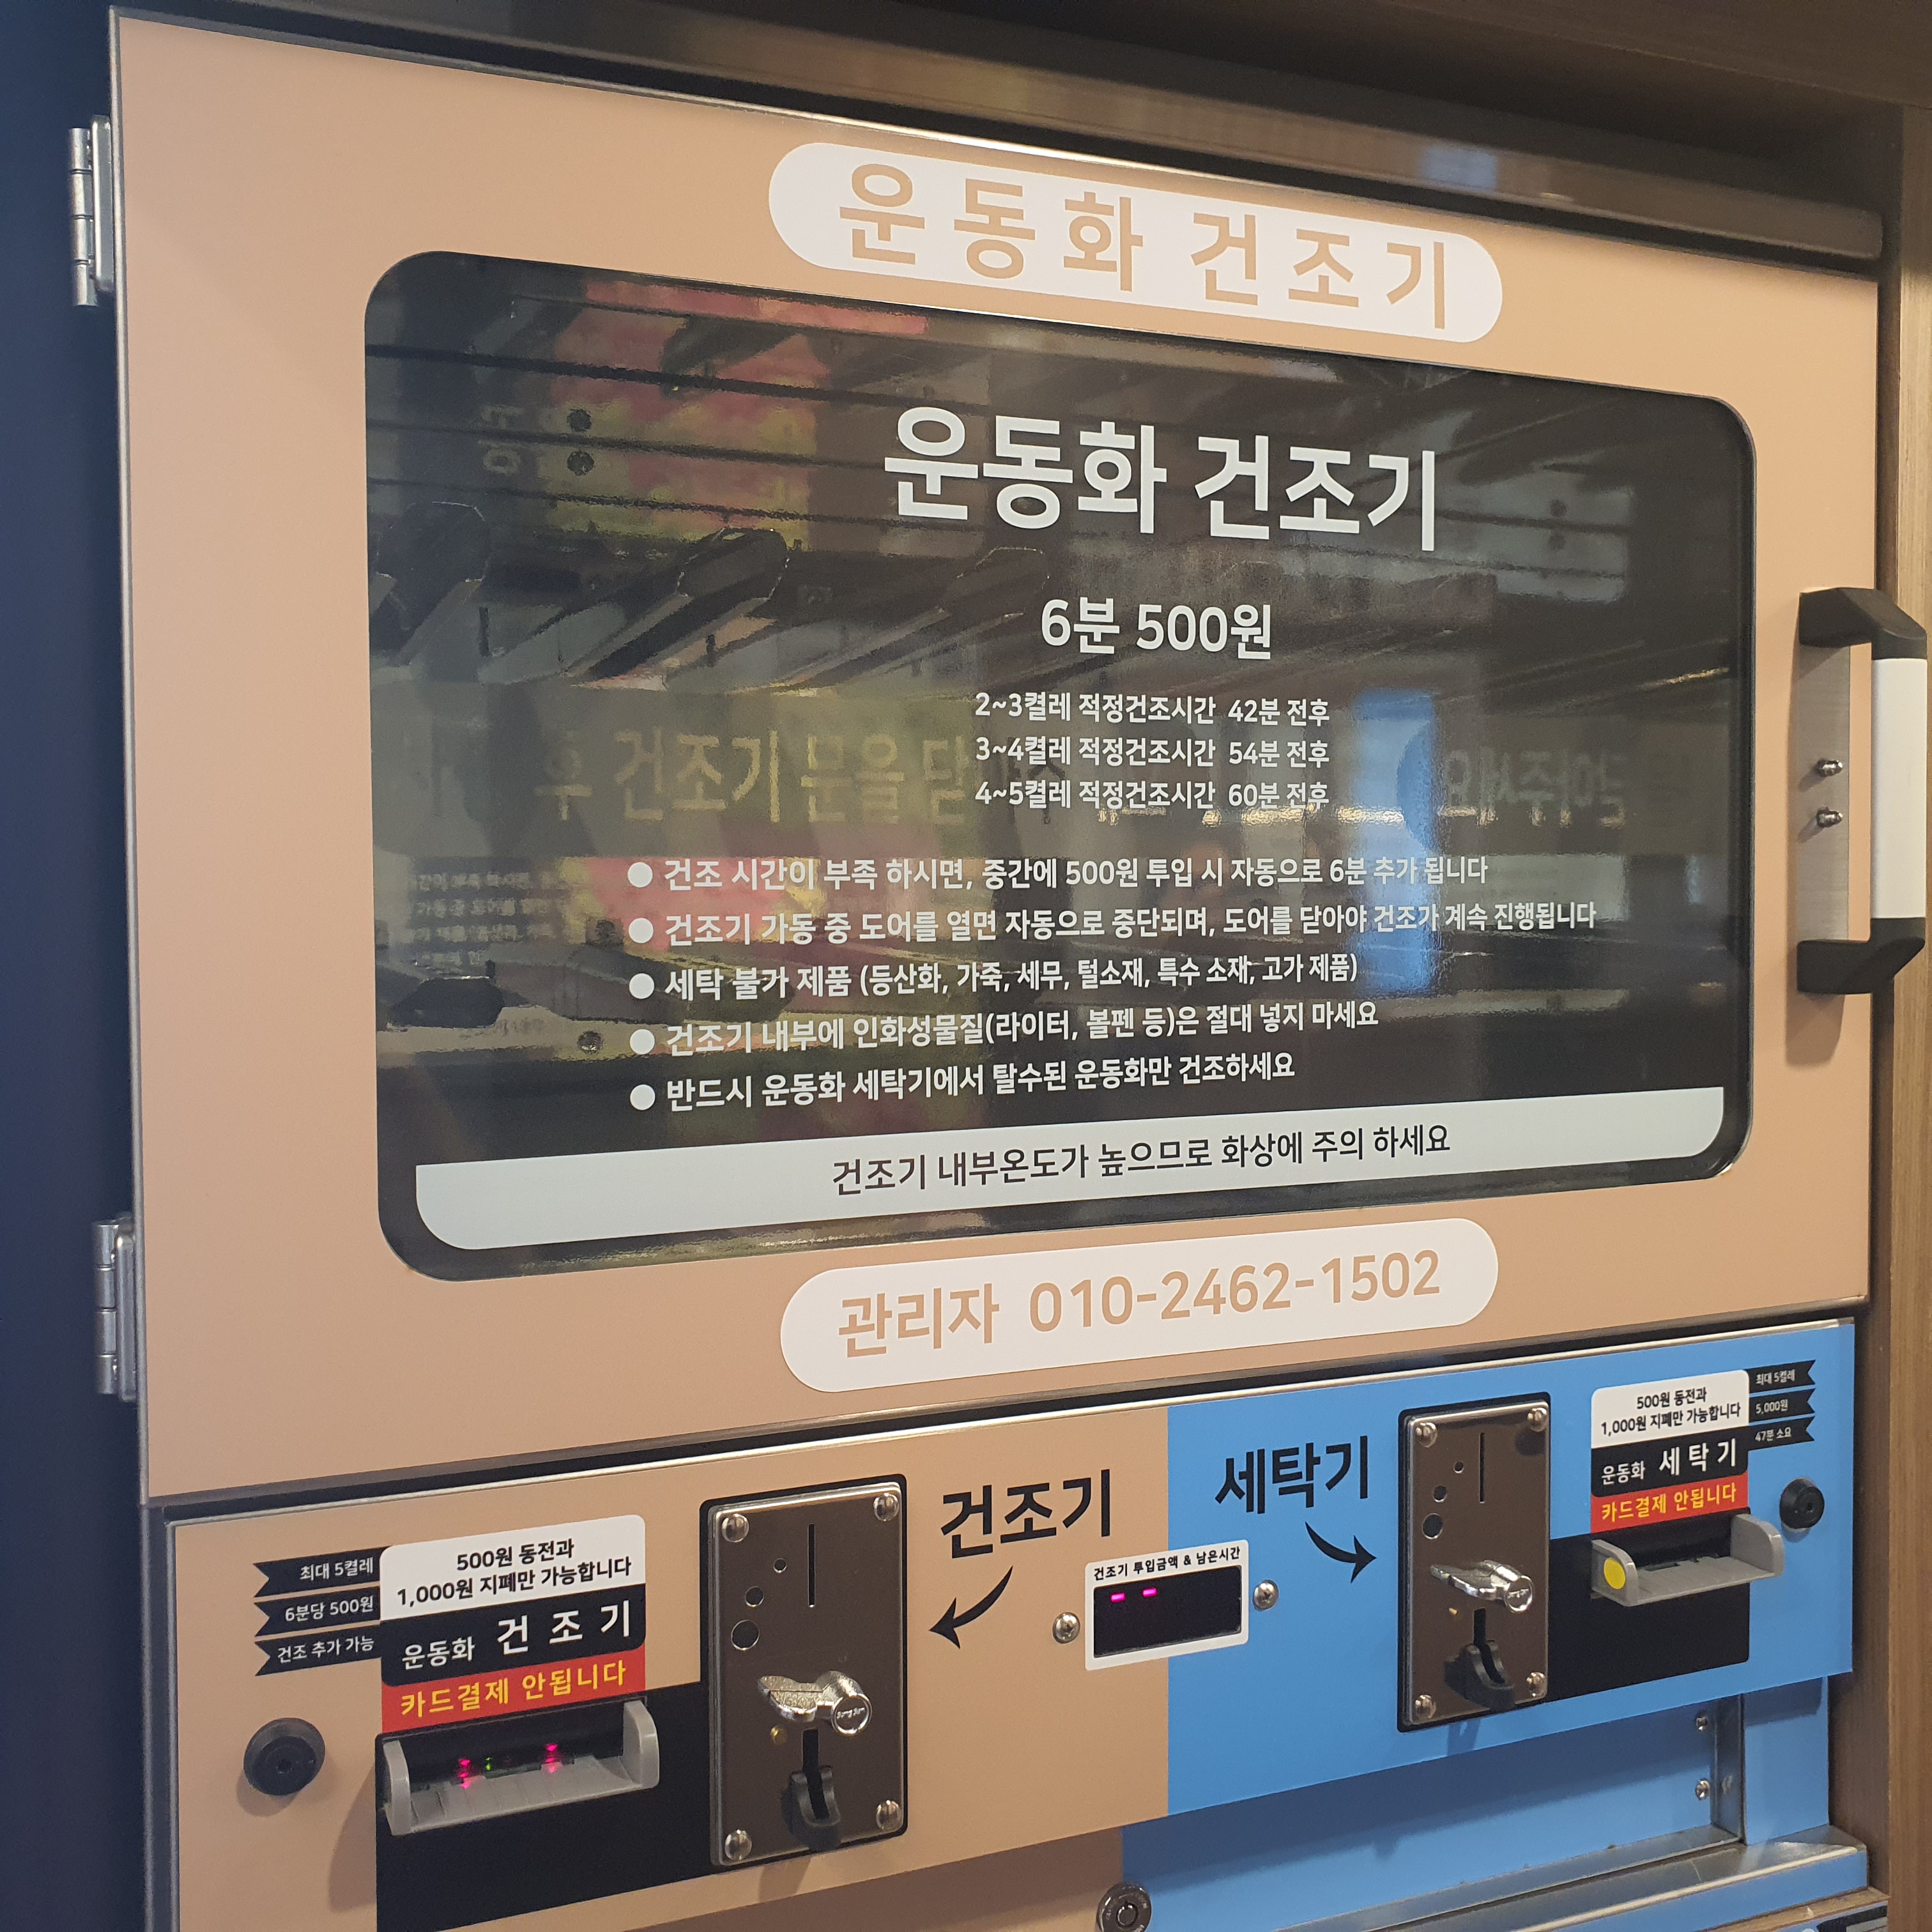 운동화 건조기
운동화 건조기
6분 500원
2~3켤레 적정건조시간 42분 전후
3~4켤레 적정건조시간 54분 전후
4~5켤레 적정건조시간 60분 전후
● 건조 시간이 부족 하시면, 중간에 500원 투입 시 자동으로 6분 추가 됩니다
● 건조기 가동 중 도어를 열면 자동으로 중단되며, 도어를 닫아야 건조가 계속 진행됩니다
● 세탁 불가 제품 (등산화, 가죽, 세무, 털소재, 특수 소재, 고가 제품)
● 건조기 내부에 인화성물질(라이터, 볼펜 등)은 절대 넣지 마세요
● 반드시 운동화 세탁기에서 탈수된 운동화만 건조하세요
건조기 내부온도가 높으므로 화상에 주의 하세요
관리자 010-2462-1502
최대 5켤레
6분당 500원
건조 추가 가능
500원 동전과
1,000원 지폐만 가능합니다
운동화 건조기
카드결제 안됩니다
건조기
건조기 투입금액 & 남은시간
세탁기
500원 동전과
1,000원 지폐만 가능합니다
운동화 세탁기
카드결제 안됩니다
최대 5켤레
5,000원
47분 소요